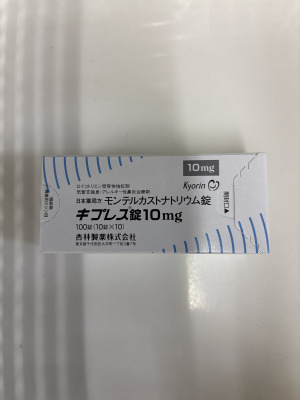 10mg
Kyorin
ロイコトリエン受容体拮抗剤
気管支喘息・アレルギー性鼻炎治療剤
日本薬局方 モンテルカストナトリウム錠
キプレス錠10mg
100錠(10錠×10)
杏林製薬株式会社
開封口